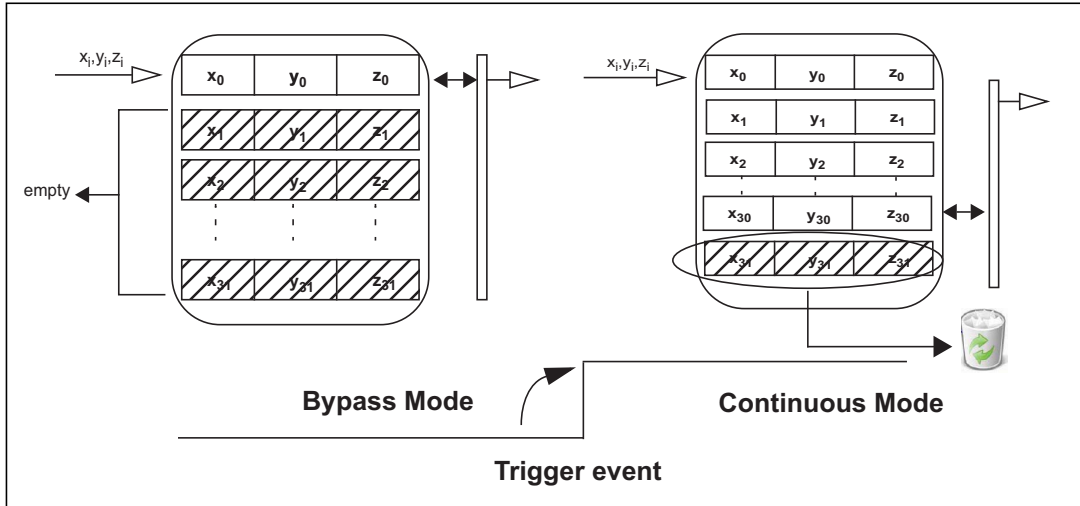 xᵢ,yᵢ,zᵢ
x₀ y₀ z₀
x₁ y₁ z₁
x₂ y₂ z₂
x₃₁ y₃₁ z₃₁
empty
xᵢ,yᵢ,zᵢ
x₀ y₀ z₀
x₁ y₁ z₁
x₂ y₂ z₂
x₃₀ y₃₀ z₃₀
x₃₁ y₃₁ z₃₁
Bypass Mode
Continuous Mode
Trigger event